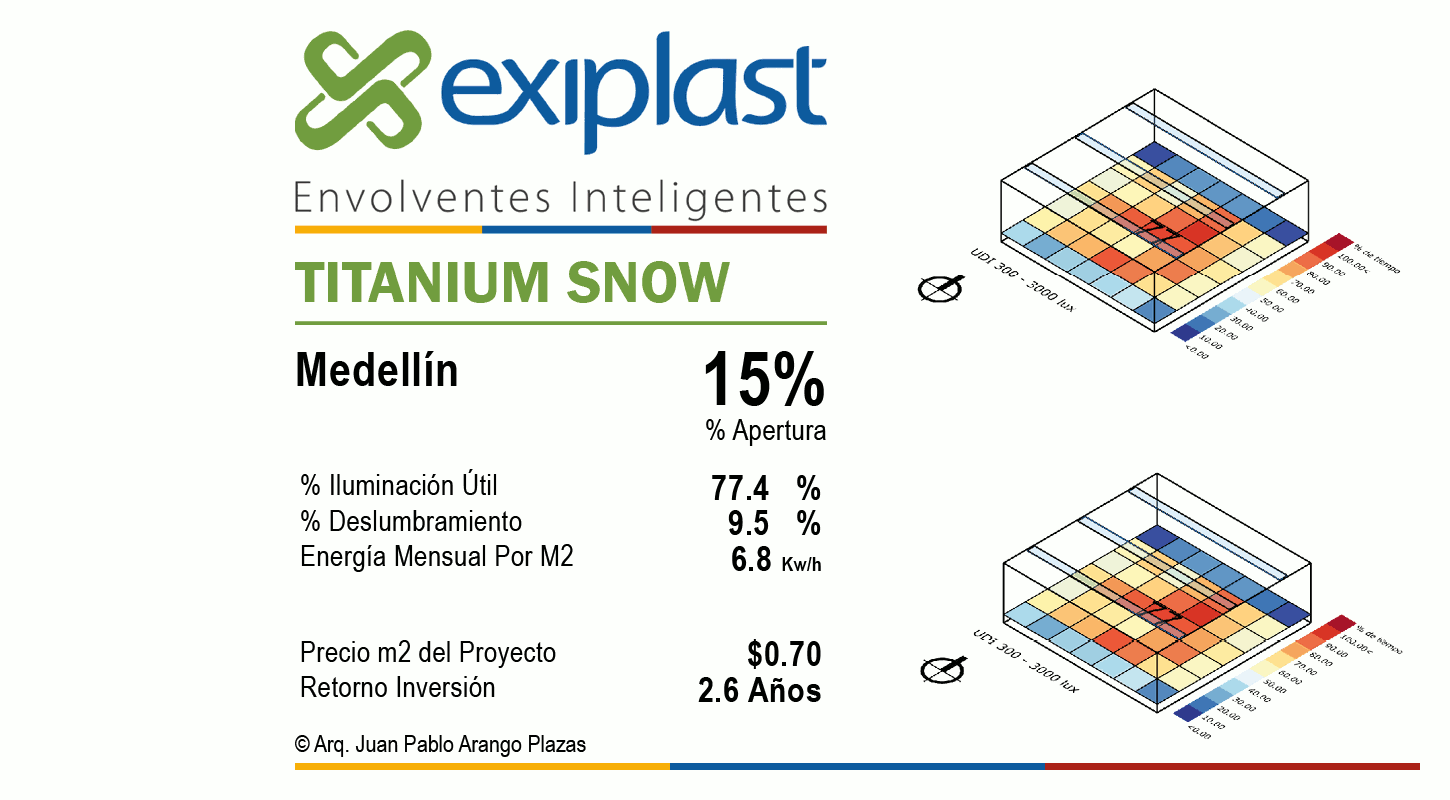 exiplast
Envolventes Inteligentes
TITANIUM SNOW
Medellín
15%
% Apertura
% Iluminación Útil 77.4 %
% Deslumbramiento 9.5 %
Energía Mensual Por M2 6.8 Kw/h
Precio m2 del Proyecto $0.70
Retorno Inversión 2.6 Años
© Arq. Juan Pablo Arango Plazas
77
UDI 300 - 3000 lux
% de tiempo
100.00<
90.00
80.00
70.00
60.00
50.00
40.00
30.00
20.00
10.00
<0.00
77
UDI 300 - 3000 lux
% de tiempo
100.00<
90.00
80.00
70.00
60.00
50.00
40.00
30.00
20.00
10.00
<0.00